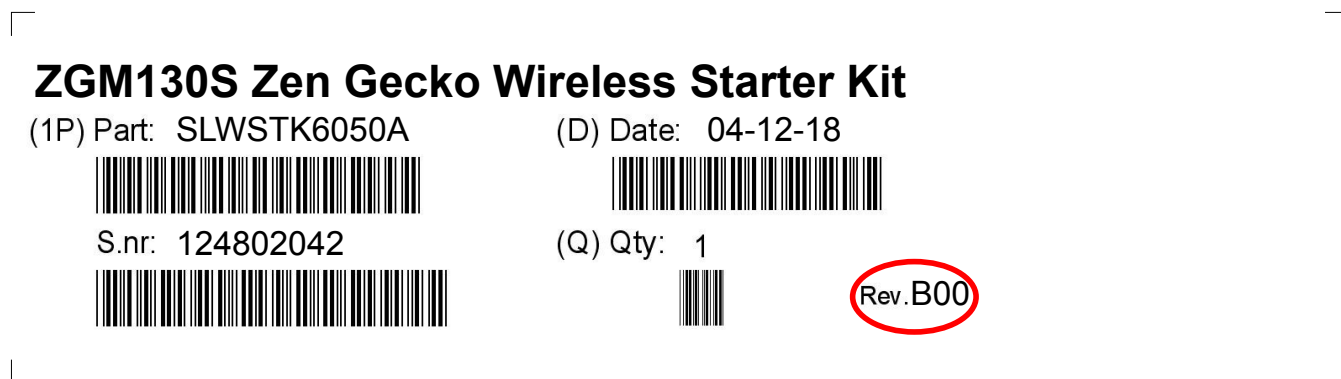 ZGM130S Zen Gecko Wireless Starter Kit
(1P) Part: SLWSTK6050A
(D) Date: 04-12-18
S.nr: 124802042
(Q) Qty: 1
Rev.B00